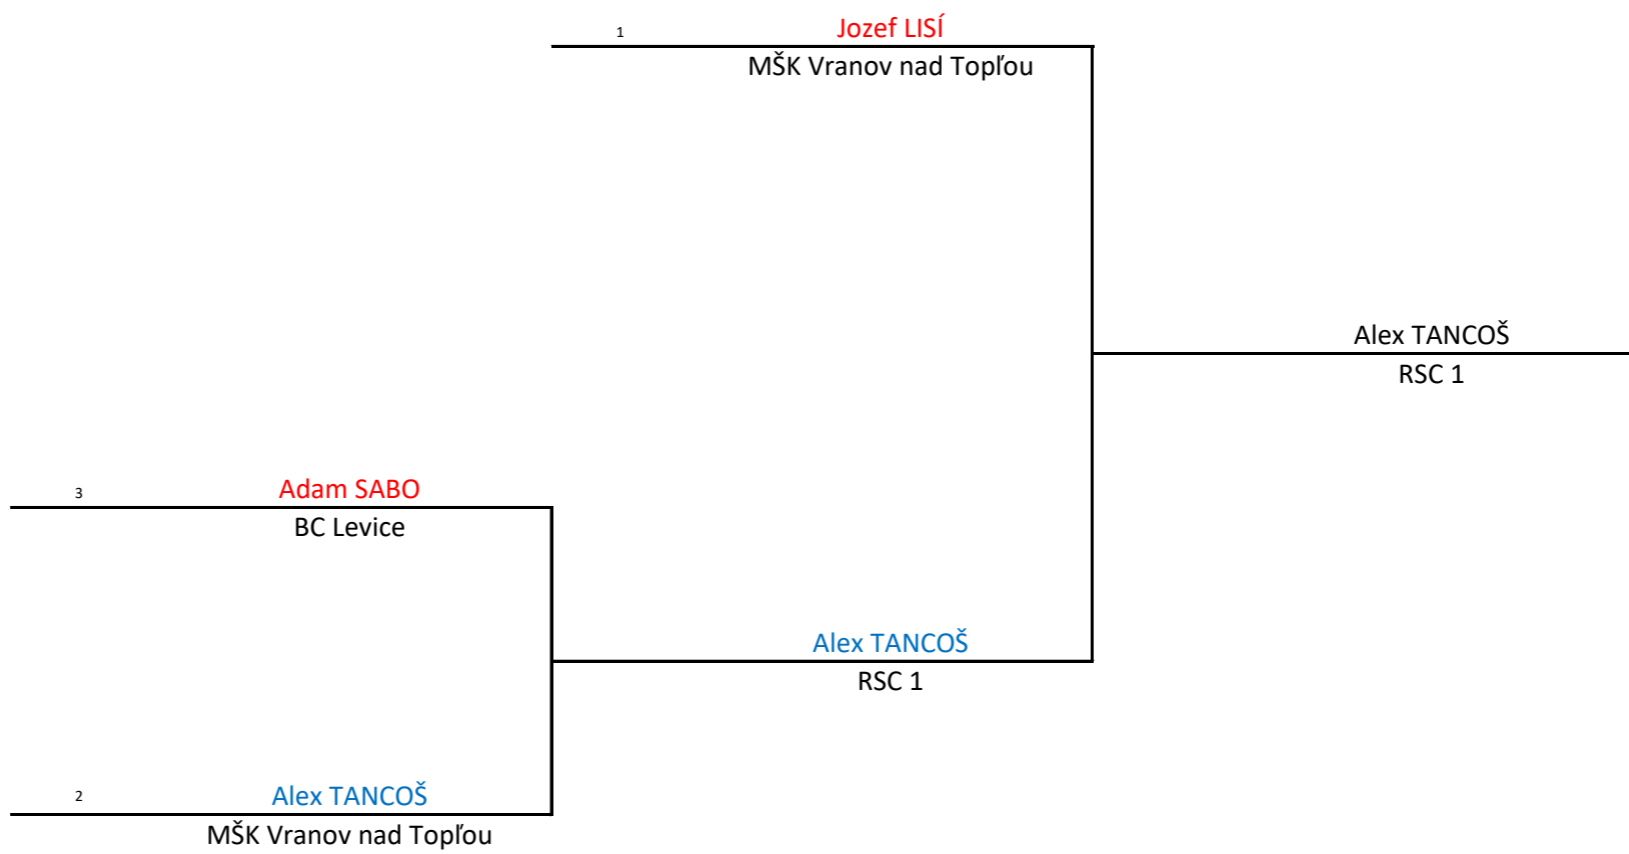 1
Jozef LISÍ
MŠK Vranov nad Topľou
Alex TANCOŠ
RSC 1
3
Adam SABO
BC Levice
Alex TANCOŠ
RSC 1
2
Alex TANCOŠ
MŠK Vranov nad Topľou